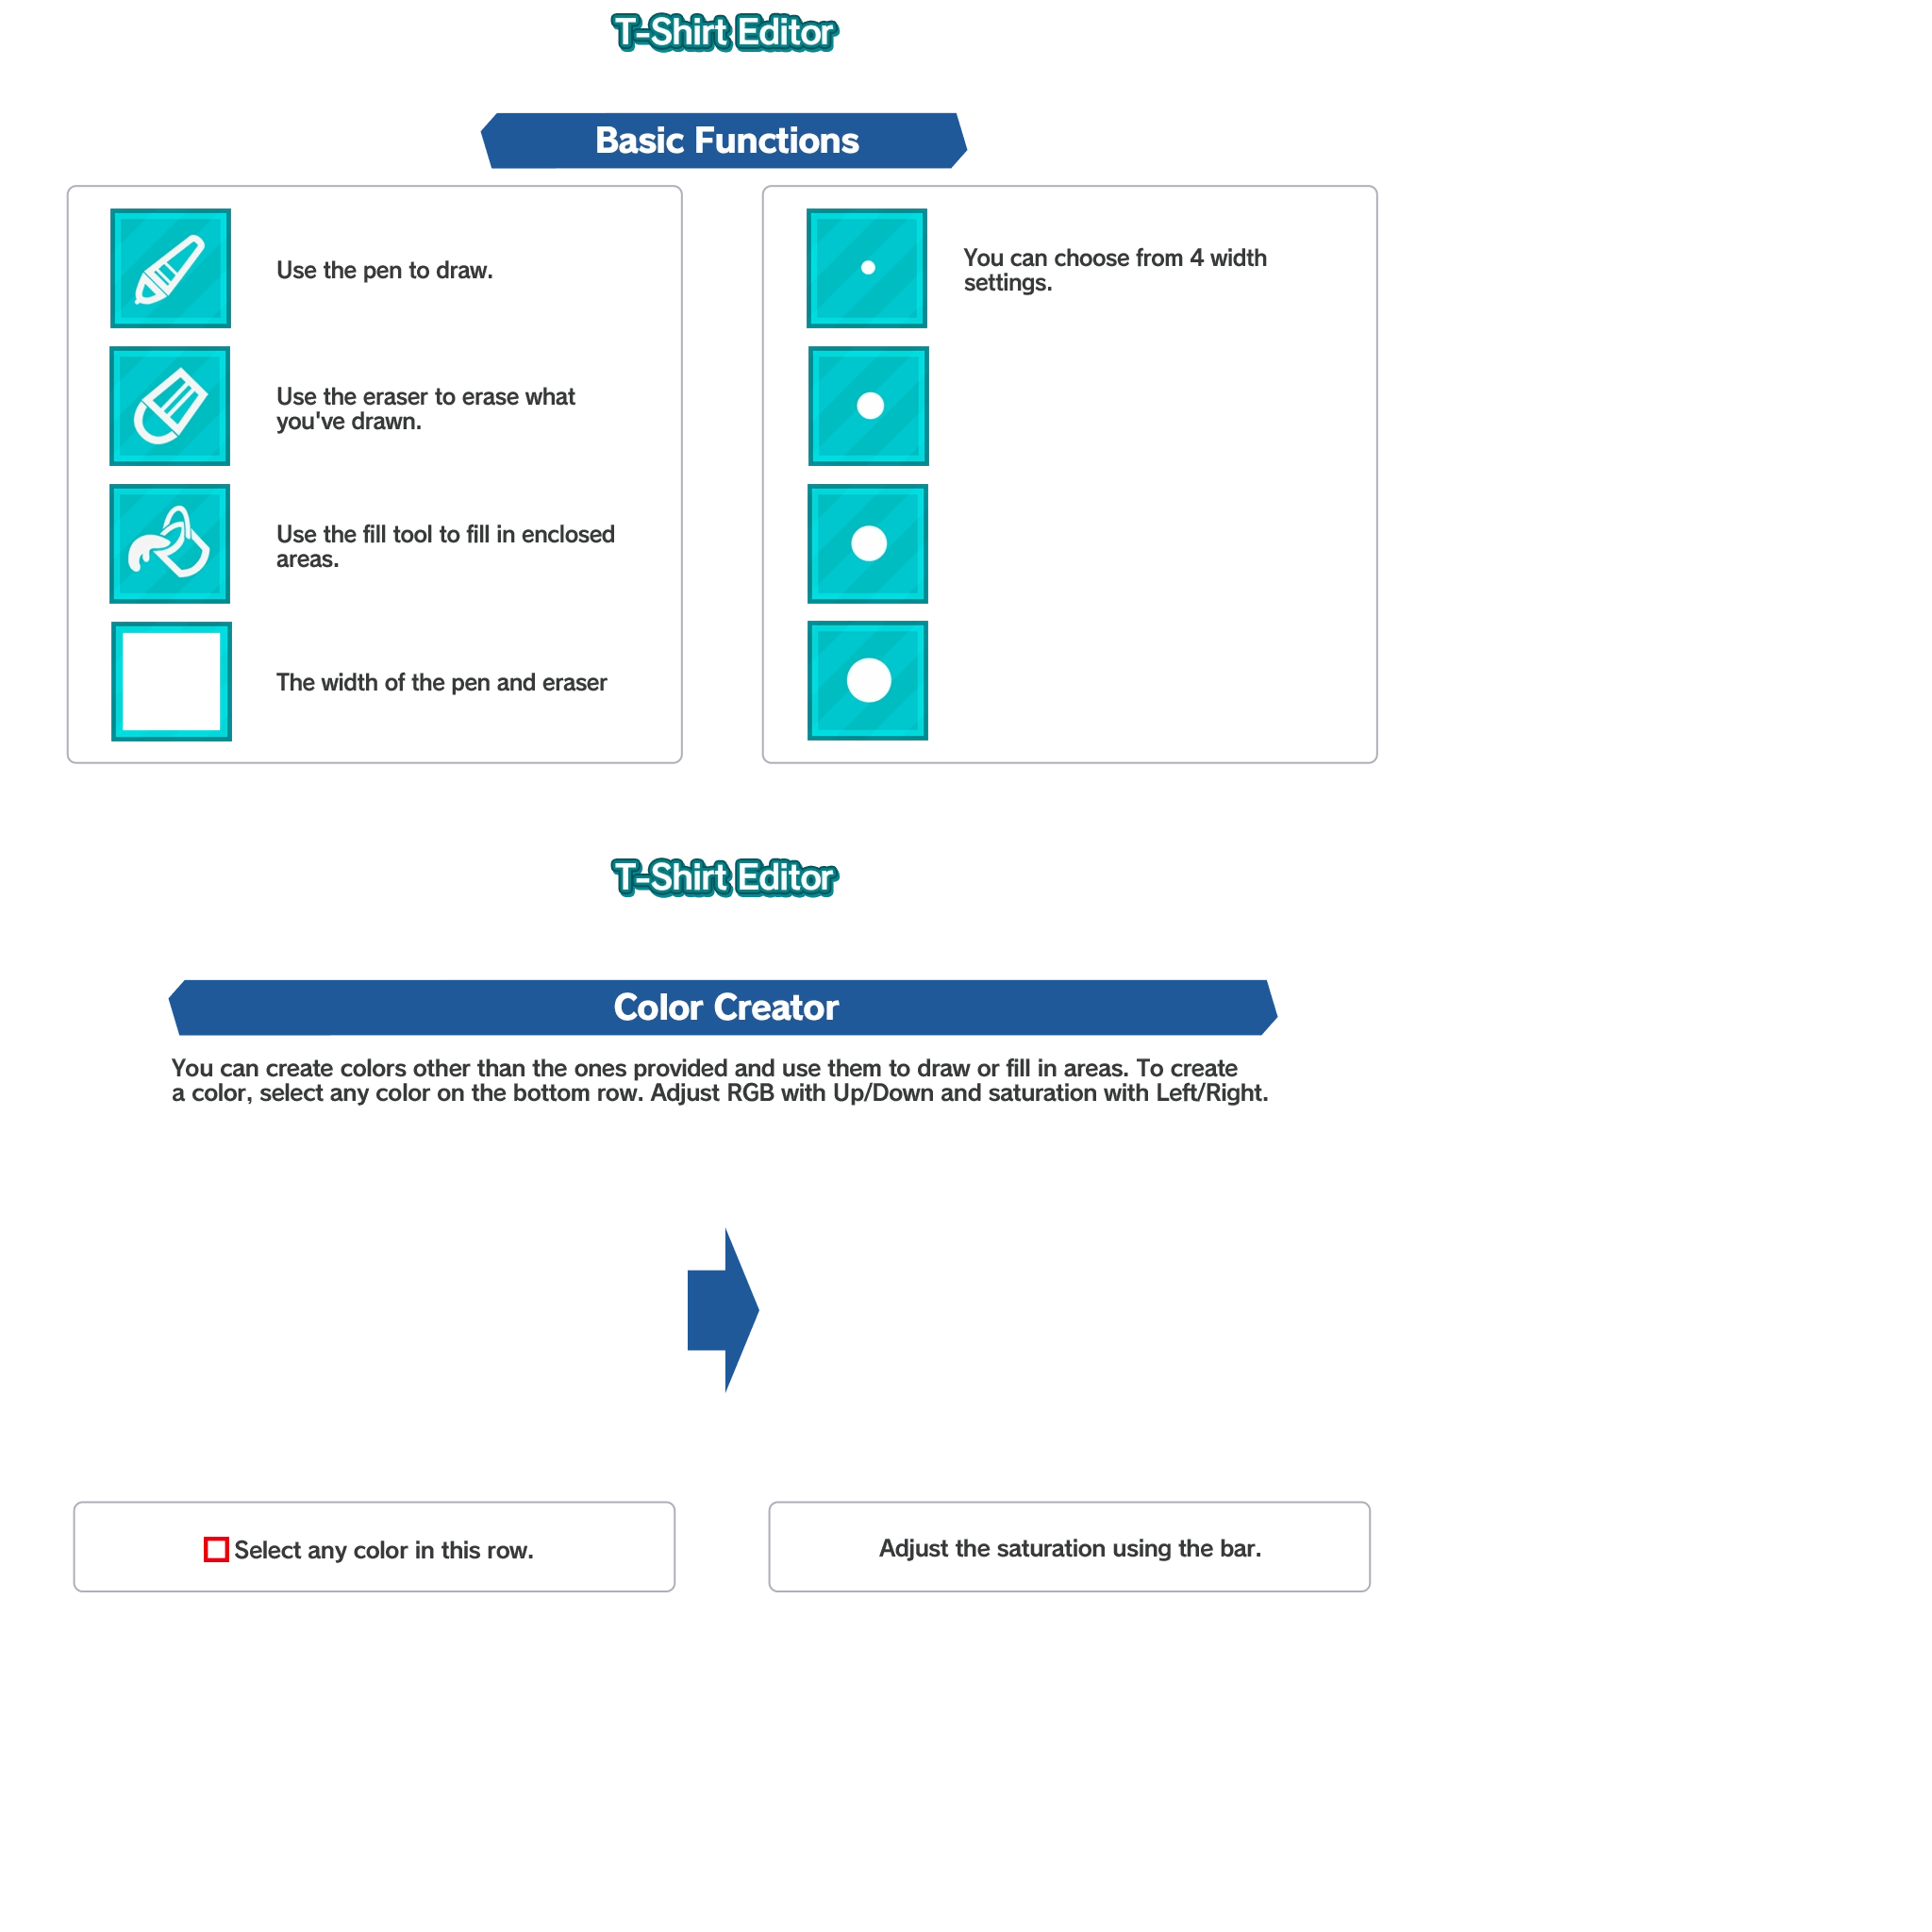 T-Shirt Editor
Basic Functions
Use the pen to draw.
Use the eraser to erase what
you've drawn.
Use the fill tool to fill in enclosed
areas.
The width of the pen and eraser
You can choose from 4 width
settings.
T-Shirt Editor
Color Creator
You can create colors other than the ones provided and use them to draw or fill in areas. To create
a color, select any color on the bottom row. Adjust RGB with Up/Down and saturation with Left/Right.
Select any color in this row.
Adjust the saturation using the bar.